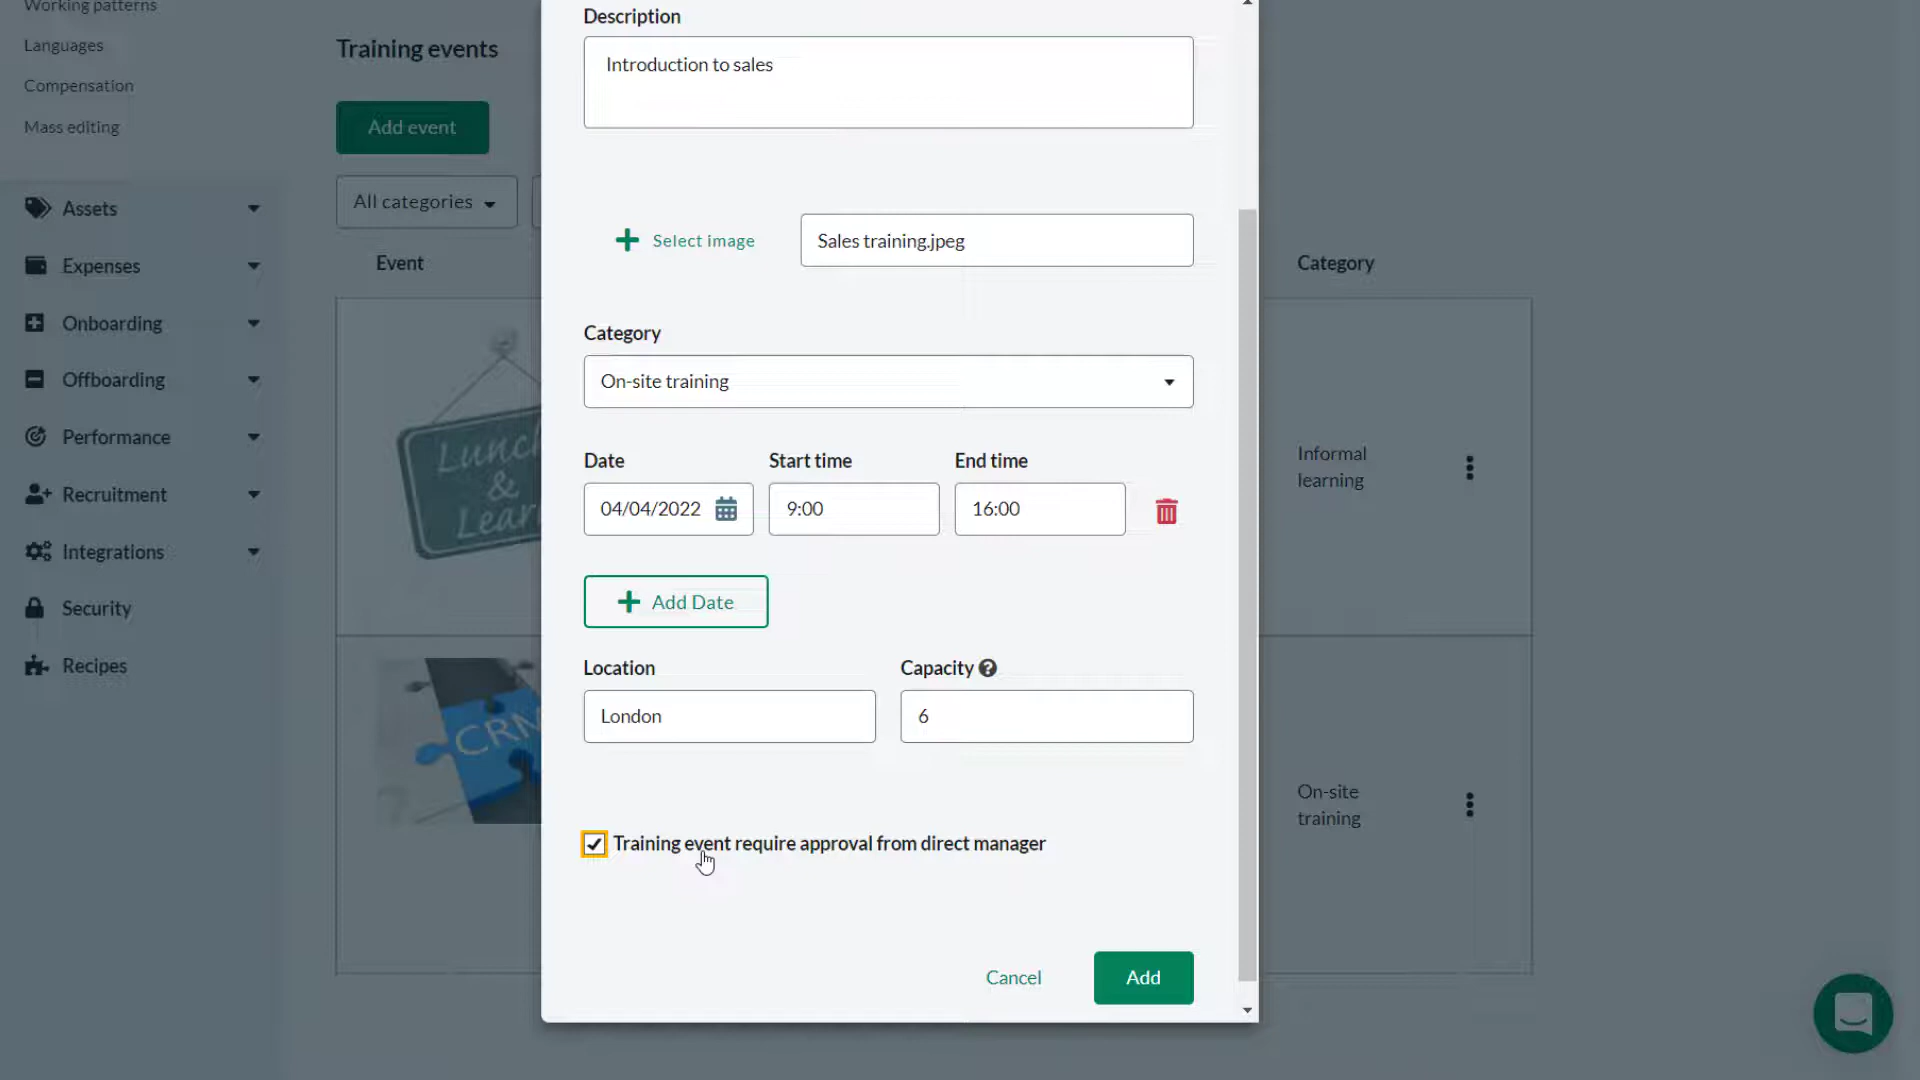 Working patterns
Languages
Compensation
Mass editing
Assets
Expenses
Onboarding
Offboarding
Performance
Recruitment
Integrations
Security
Recipes
Training events
Add event
All categories
Event
Category
Lunch
&
Learn
Informal
learning
CRM
On-site
training
Description
Introduction to sales
Select image
Sales training.jpeg
Category
On-site training
Date Start time End time
04/04/2022 9:00 16:00
Add Date
Location Capacity ?
London 6
Training event require approval from direct manager
Cancel Add